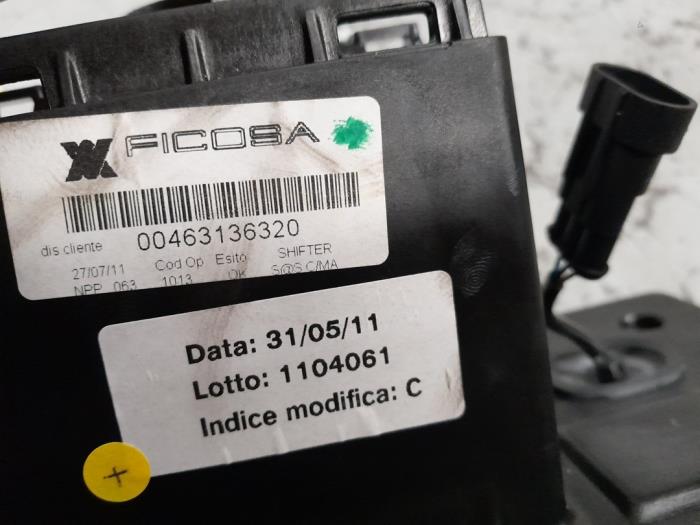 FICOSA
dis cliente 00463136320
27/07/11 Cod Op Esito SHIFTER
NPP 063 1013 OK S@S C/MA
Data: 31/05/11
Lotto: 1104061
Indice modifica: C
+